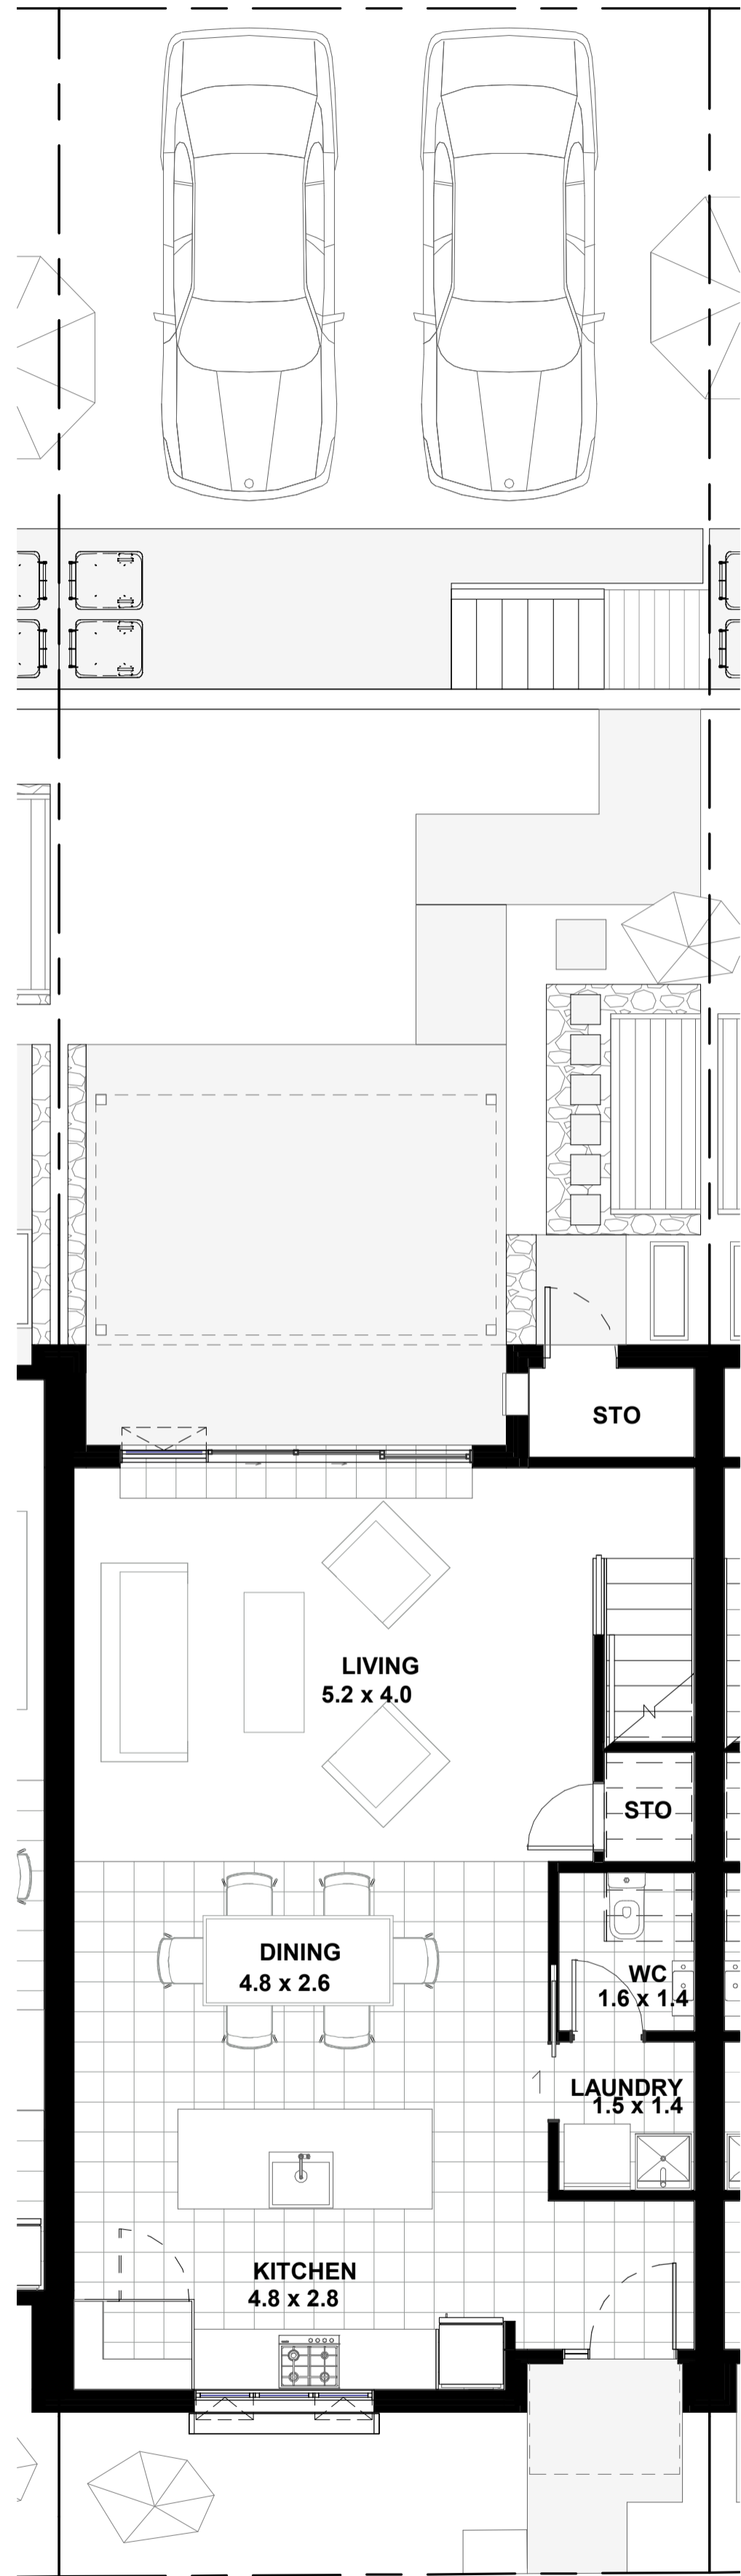 STO
LIVING
5.2 x 4.0
STO
DINING
4.8 x 2.6
WC
1.6 x 1.4
LAUNDRY
1.5 x 1.4
KITCHEN
4.8 x 2.8